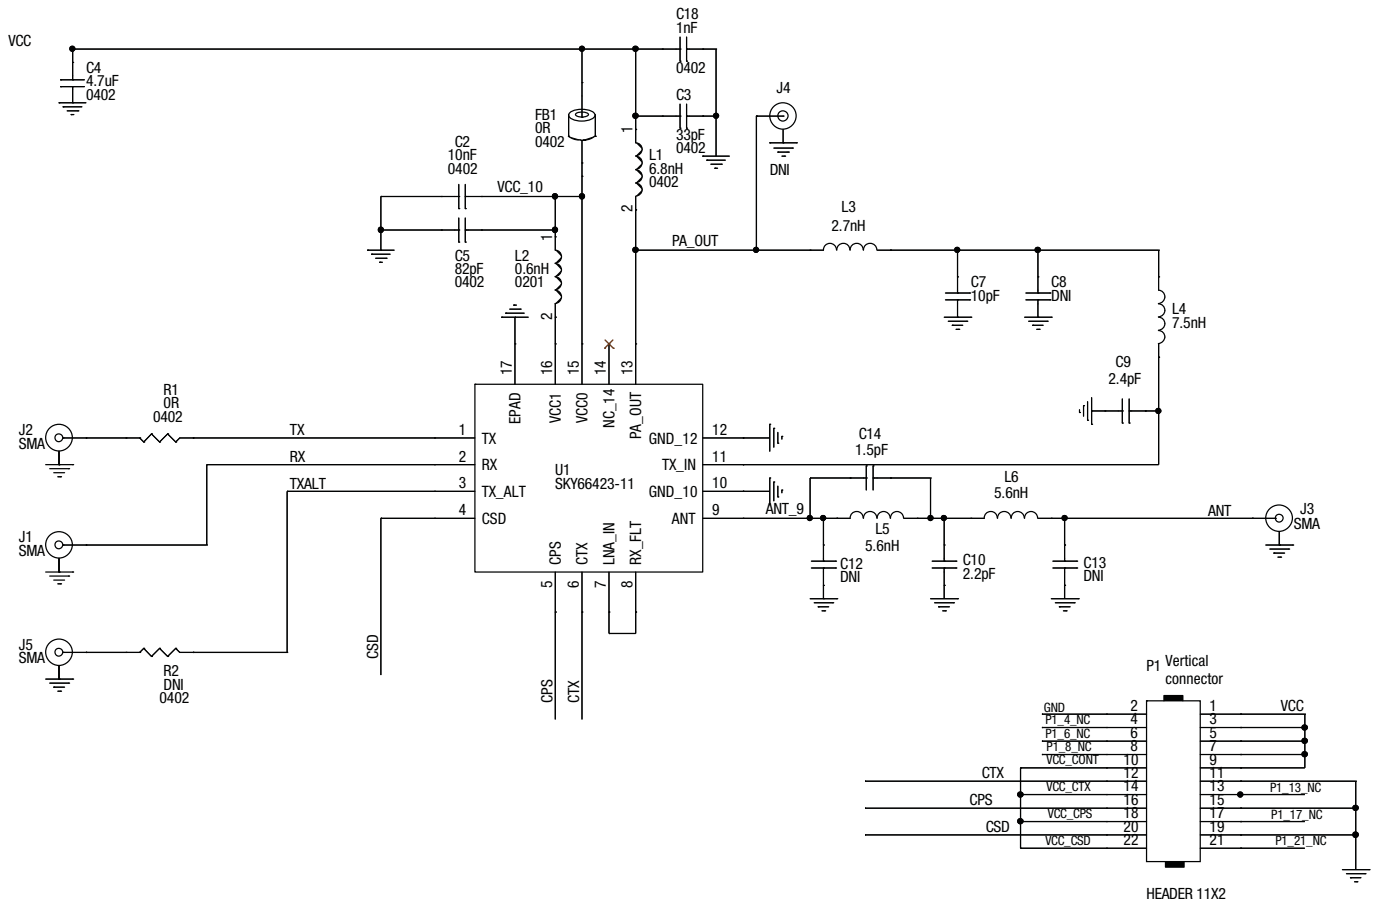 VCC
C4
4.7uF
0402
C18
1nF
0402
C3
33pF
0402
FB1
0R
0402
1
L1
6.8nH
0402
2
J4
DNI
C2
10nF
0402
VCC_10
C5
82pF
0402
1
L2
0.6nH
0201
2
PA_OUT
L3
2.7nH
C7
10pF
C8
DNI
L4
7.5nH
C9
2.4pF
17
16
15
14
13
EPAD
VCC1
VCC0
NC_14
PA_OUT
R1
0R
0402
J2
SMA
TX
1
TX
RX
2
RX
TXALT
3
TX_ALT
4
CSD
U1
SKY66423-11
GND_12
12
TX_IN
11
GND_10
10
ANT
9
CPS
CTX
LNA_IN
RX_FLT
5
6
7
8
C14
1.5pF
ANT_9
L5
5.6nH
L6
5.6nH
ANT
J3
SMA
C12
DNI
C10
2.2pF
C13
DNI
J1
SMA
J5
SMA
R2
DNI
0402
CSD
CPS
CTX
P1 Vertical
connector
GND 2 1 VCC
P1_4_NC 4 3
P1_6_NC 6 5
P1_8_NC 8 7
VCC_CONT 10 9
CTX 12 11
VCC_CTX 14 13 P1_13_NC
CPS 16 15
VCC_CPS 18 17 P1_17_NC
CSD 20 19
VCC_CSD 22 21 P1_21_NC
HEADER 11X2